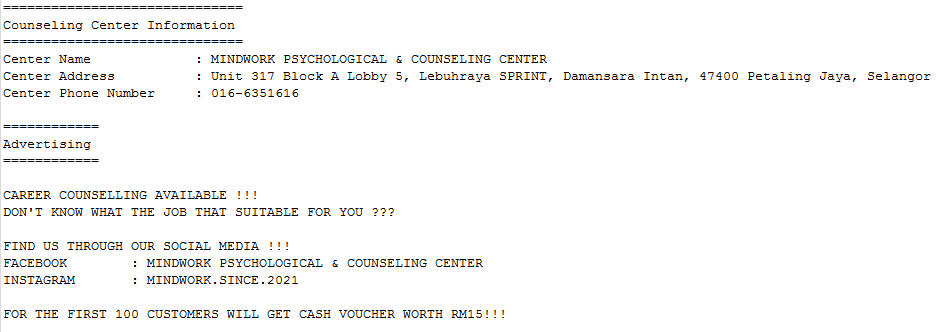 ==============================
Counseling Center Information
==============================
Center Name             : MINDWORK PSYCHOLOGICAL & COUNSELING CENTER
Center Address          : Unit 317 Block A Lobby 5, Lebuhraya SPRINT, Damansara Intan, 47400 Petaling Jaya, Selangor
Center Phone Number     : 016-6351616
============
Advertising
============
CAREER COUNSELLING AVAILABLE !!!
DON'T KNOW WHAT THE JOB THAT SUITABLE FOR YOU ???
FIND US THROUGH OUR SOCIAL MEDIA !!!
FACEBOOK        : MINDWORK PSYCHOLOGICAL & COUNSELING CENTER
INSTAGRAM       : MINDWORK.SINCE.2021
FOR THE FIRST 100 CUSTOMERS WILL GET CASH VOUCHER WORTH RM15!!!